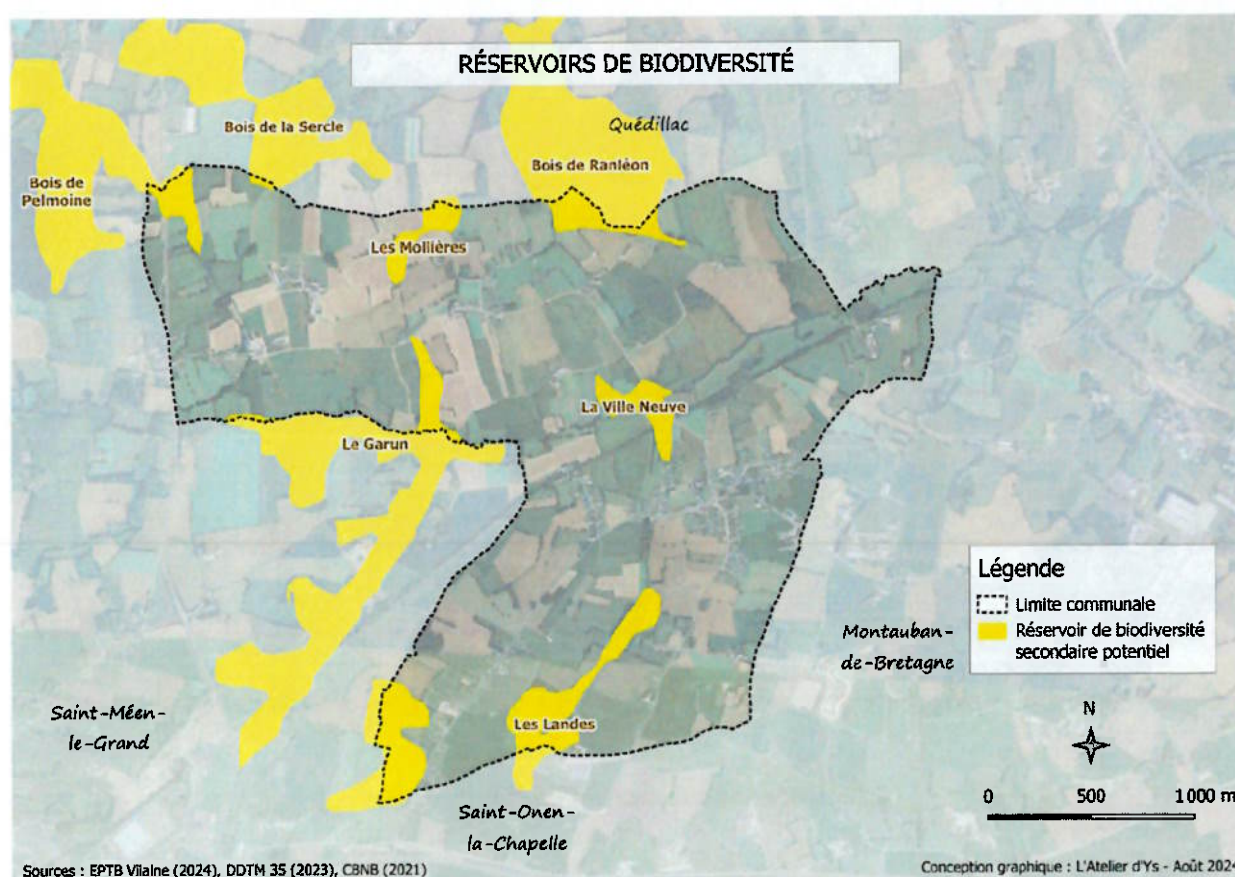 RÉSERVOIRS DE BIODIVERSITÉ
Quédillac
Bois de la Sercle
Bois de Ranléon
Bois de
Pelmoine
Les Mollières
La Ville Neuve
Le Garun
Légende
Limite communale
Réservoir de biodiversité
secondaire potentiel
Montauban-
de-Bretagne
Saint-Méen-
le-Grand
Les Landes
N
0 500 1000 m
Saint-Onen-
la-Chapelle
Sources : EPTB Vilaine (2024), DDTM 35 (2023), CBNB (2021)
Conception graphique : L'Atelier d'Ys - Août 2024